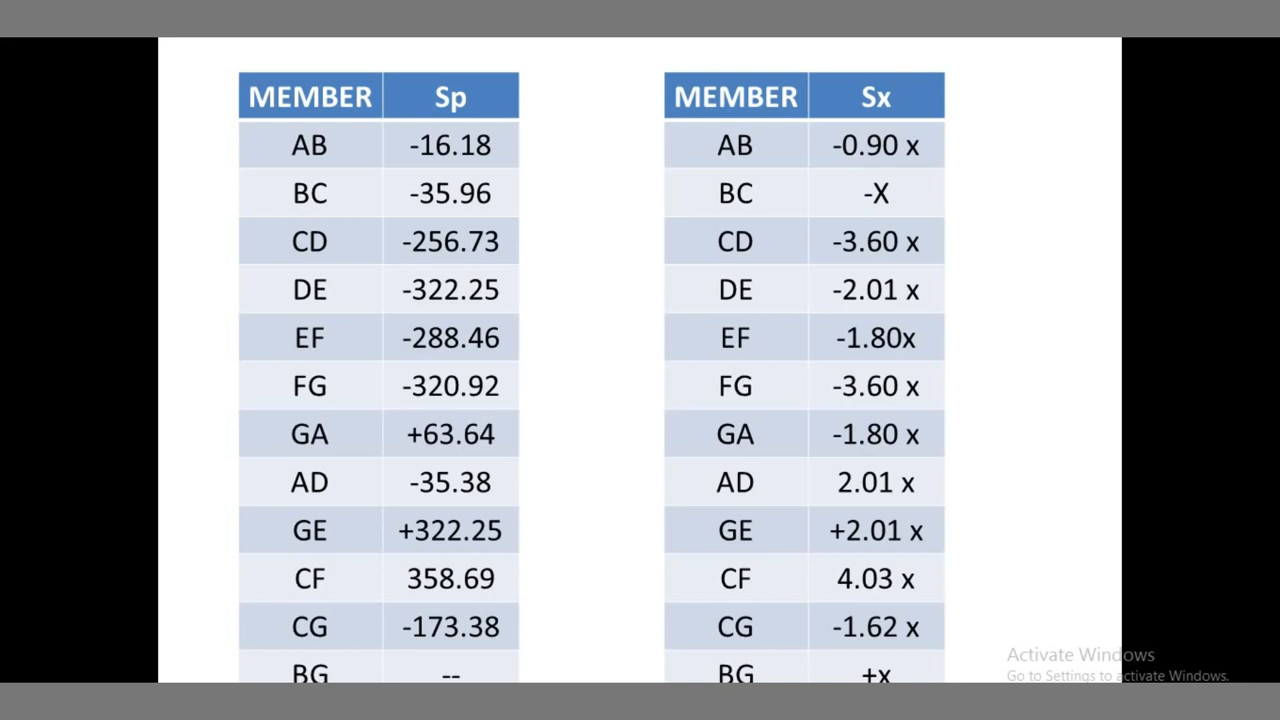 MEMBER Sp
AB -16.18
BC -35.96
CD -256.73
DE -322.25
EF -288.46
FG -320.92
GA +63.64
AD -35.38
GE +322.25
CF 358.69
CG -173.38
BG --
MEMBER Sx
AB -0.90 x
BC -X
CD -3.60 x
DE -2.01 x
EF -1.80x
FG -3.60 x
GA -1.80 x
AD 2.01 x
GE +2.01 x
CF 4.03 x
CG -1.62 x
BG +x
Activate Windows
Go to Settings to activate Windows.